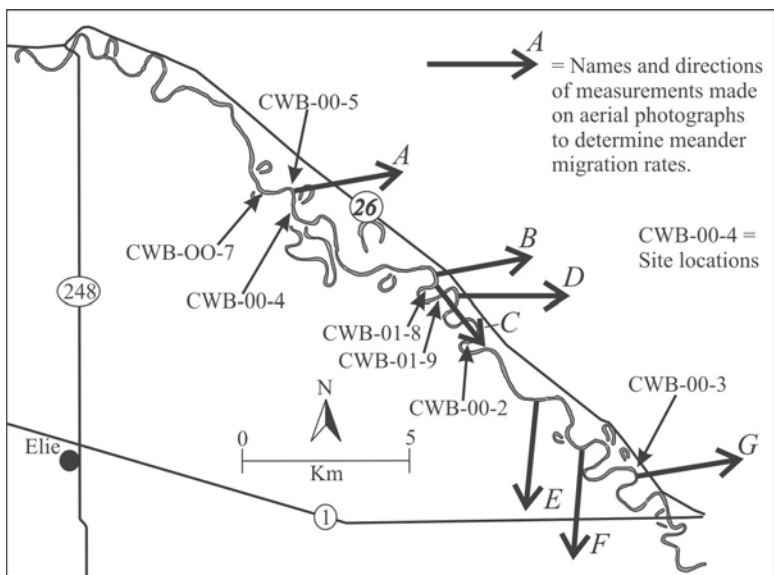 A
= Names and directions
of measurements made
on aerial photographs
to determine meander
migration rates.
CWB-00-5
A
26
CWB-OO-7
B
CWB-00-4 =
Site locations
D
248
CWB-00-4
C
CWB-01-8
CWB-01-9
CWB-00-2
CWB-00-3
N
0
5
Km
Elie
G
E
1
F